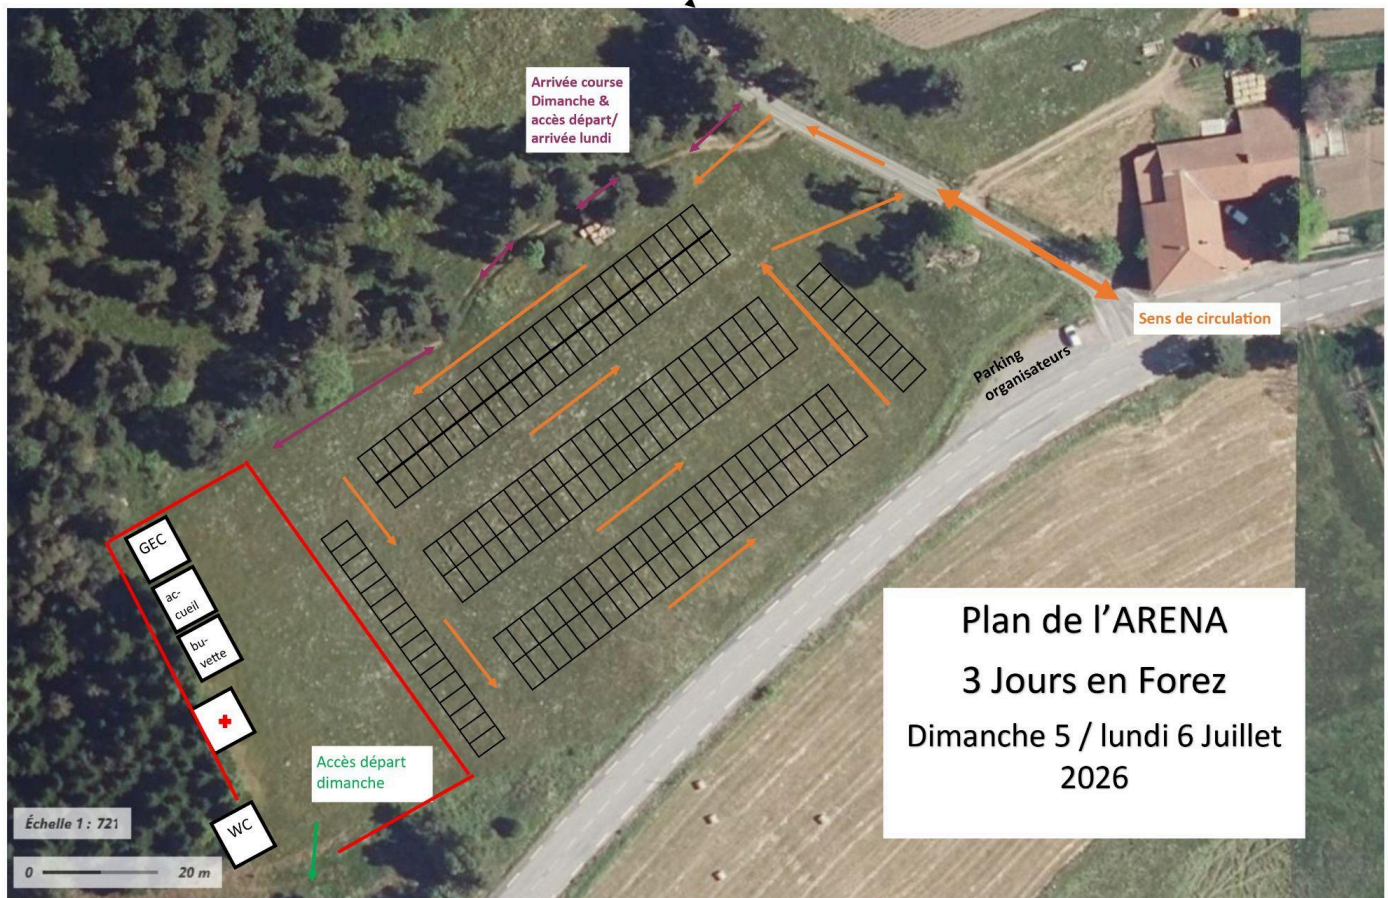 Arrivée course
Dimanche &
accès départ/
arrivée lundi
Sens de circulation
Parking
organisateurs
GEC
ac-
cueil
bu-
vette
WC
Accès départ
dimanche
Plan de l’ARENA
3 Jours en Forez
Dimanche 5 / lundi 6 Juillet
2026
Échelle 1 : 721
0 20 m